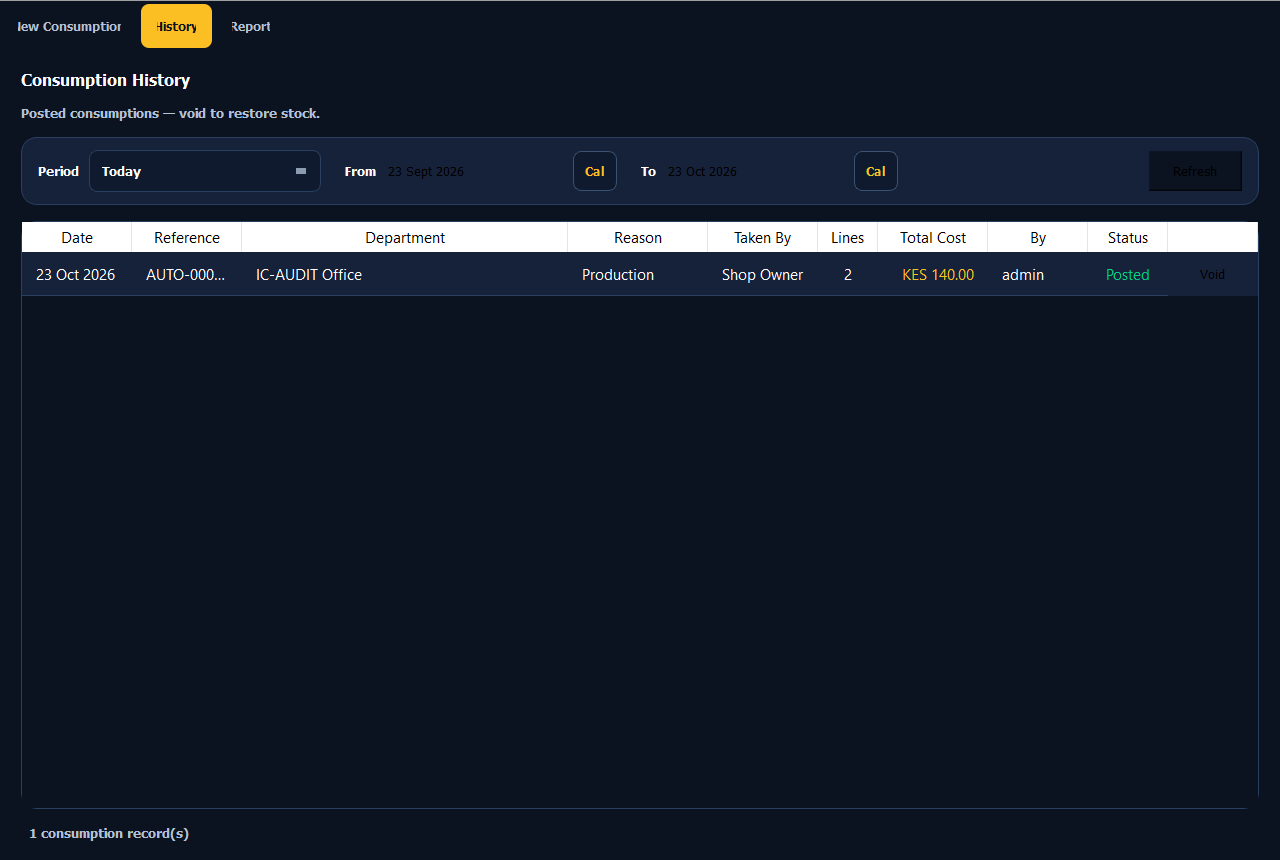 New Consumption History Report
Consumption History
Posted consumptions — void to restore stock.
Period Today From 23 Sept 2026 Cal To 23 Oct 2026 Cal Refresh
Date Reference Department Reason Taken By Lines Total Cost By Status
23 Oct 2026 AUTO-000... IC-AUDIT Office Production Shop Owner 2 KES 140.00 admin Posted Void
1 consumption record(s)